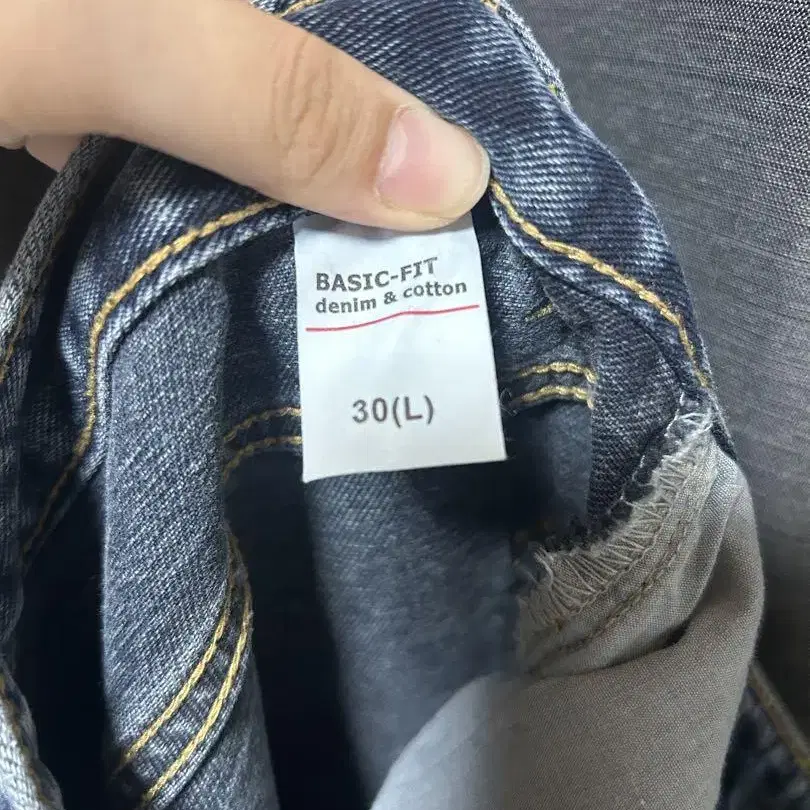 BASIC-FIT
denim & cotton
30(L)